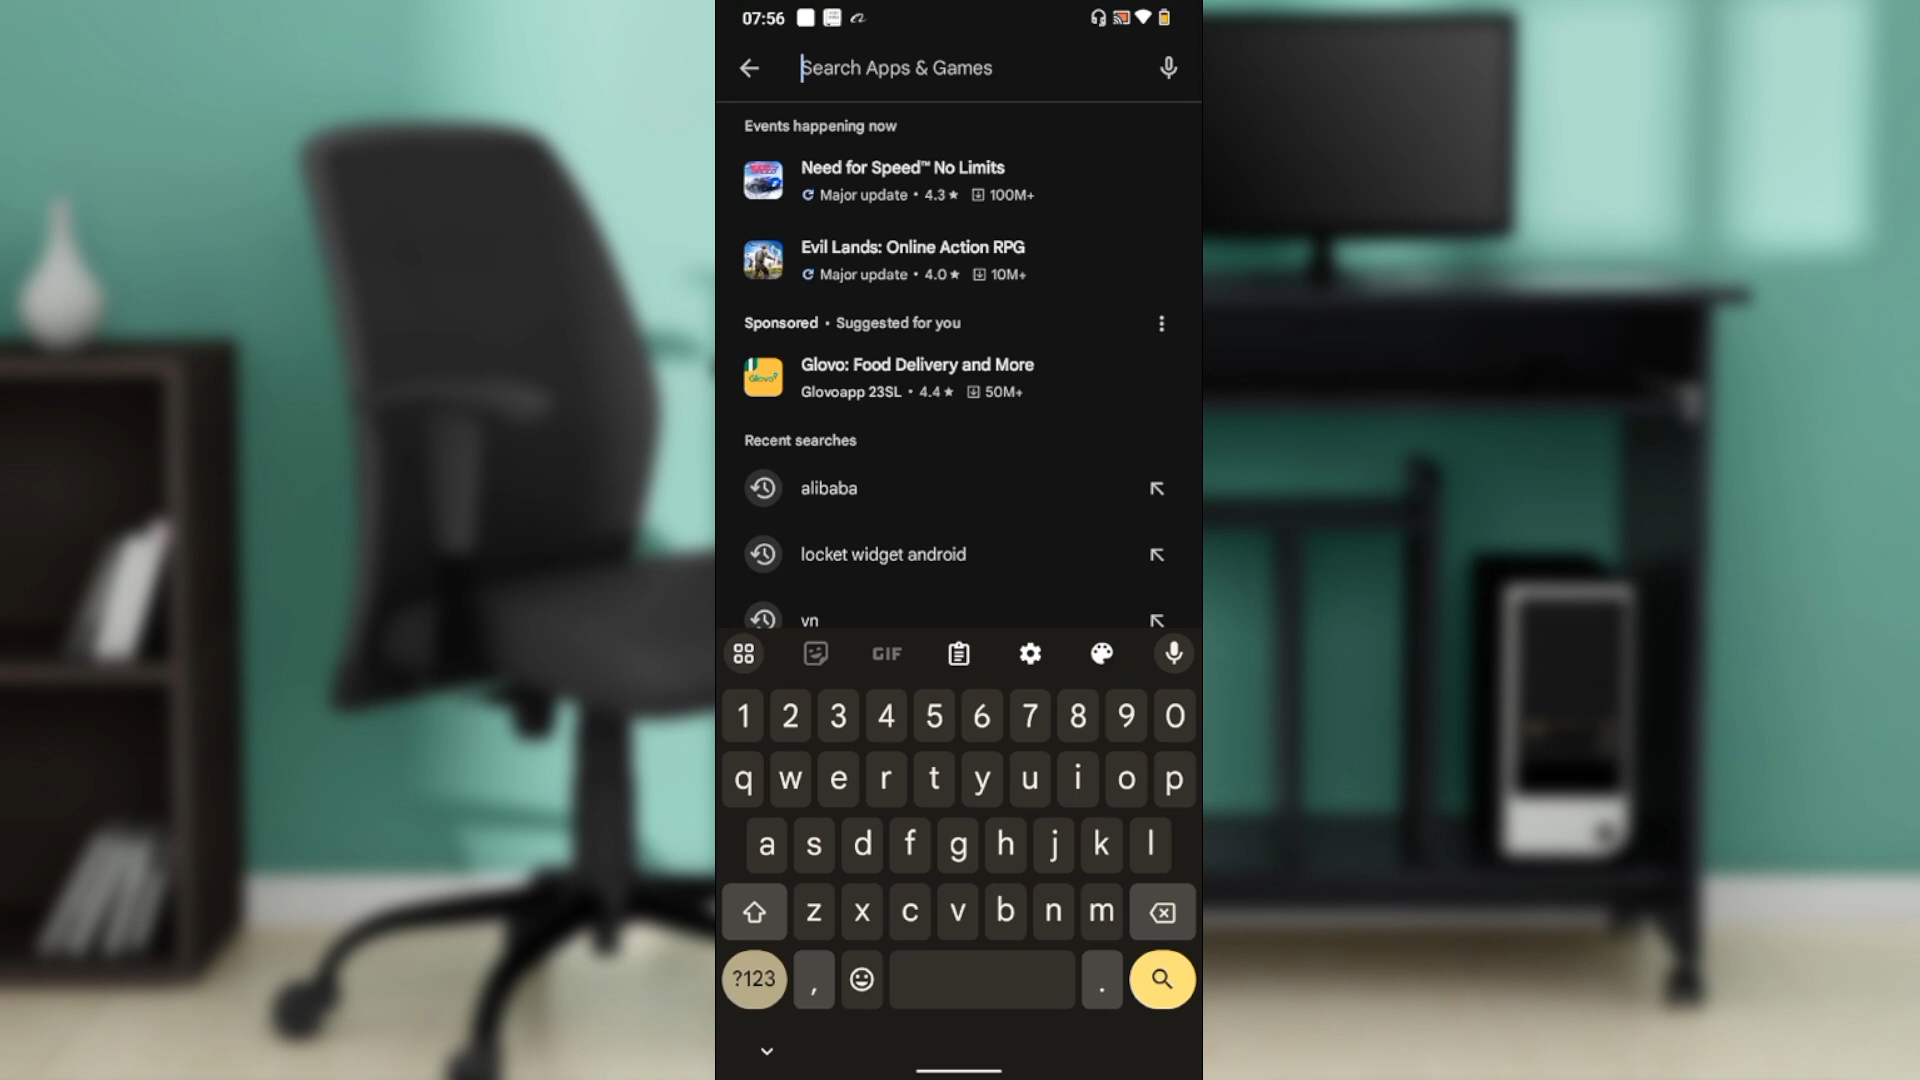 07:56
Search Apps & Games
Events happening now
Need for Speed™ No Limits
Major update • 4.3★ 100M+
Evil Lands: Online Action RPG
Major update • 4.0★ 10M+
Sponsored • Suggested for you
Glovo
Glovo: Food Delivery and More
Glovoapp 23SL • 4.4★ 50M+
Recent searches
alibaba
locket widget android
vn
GIF
1 2 3 4 5 6 7 8 9 0
q w e r t y u i o p
a s d f g h j k l
z x c v b n m
?123 , .